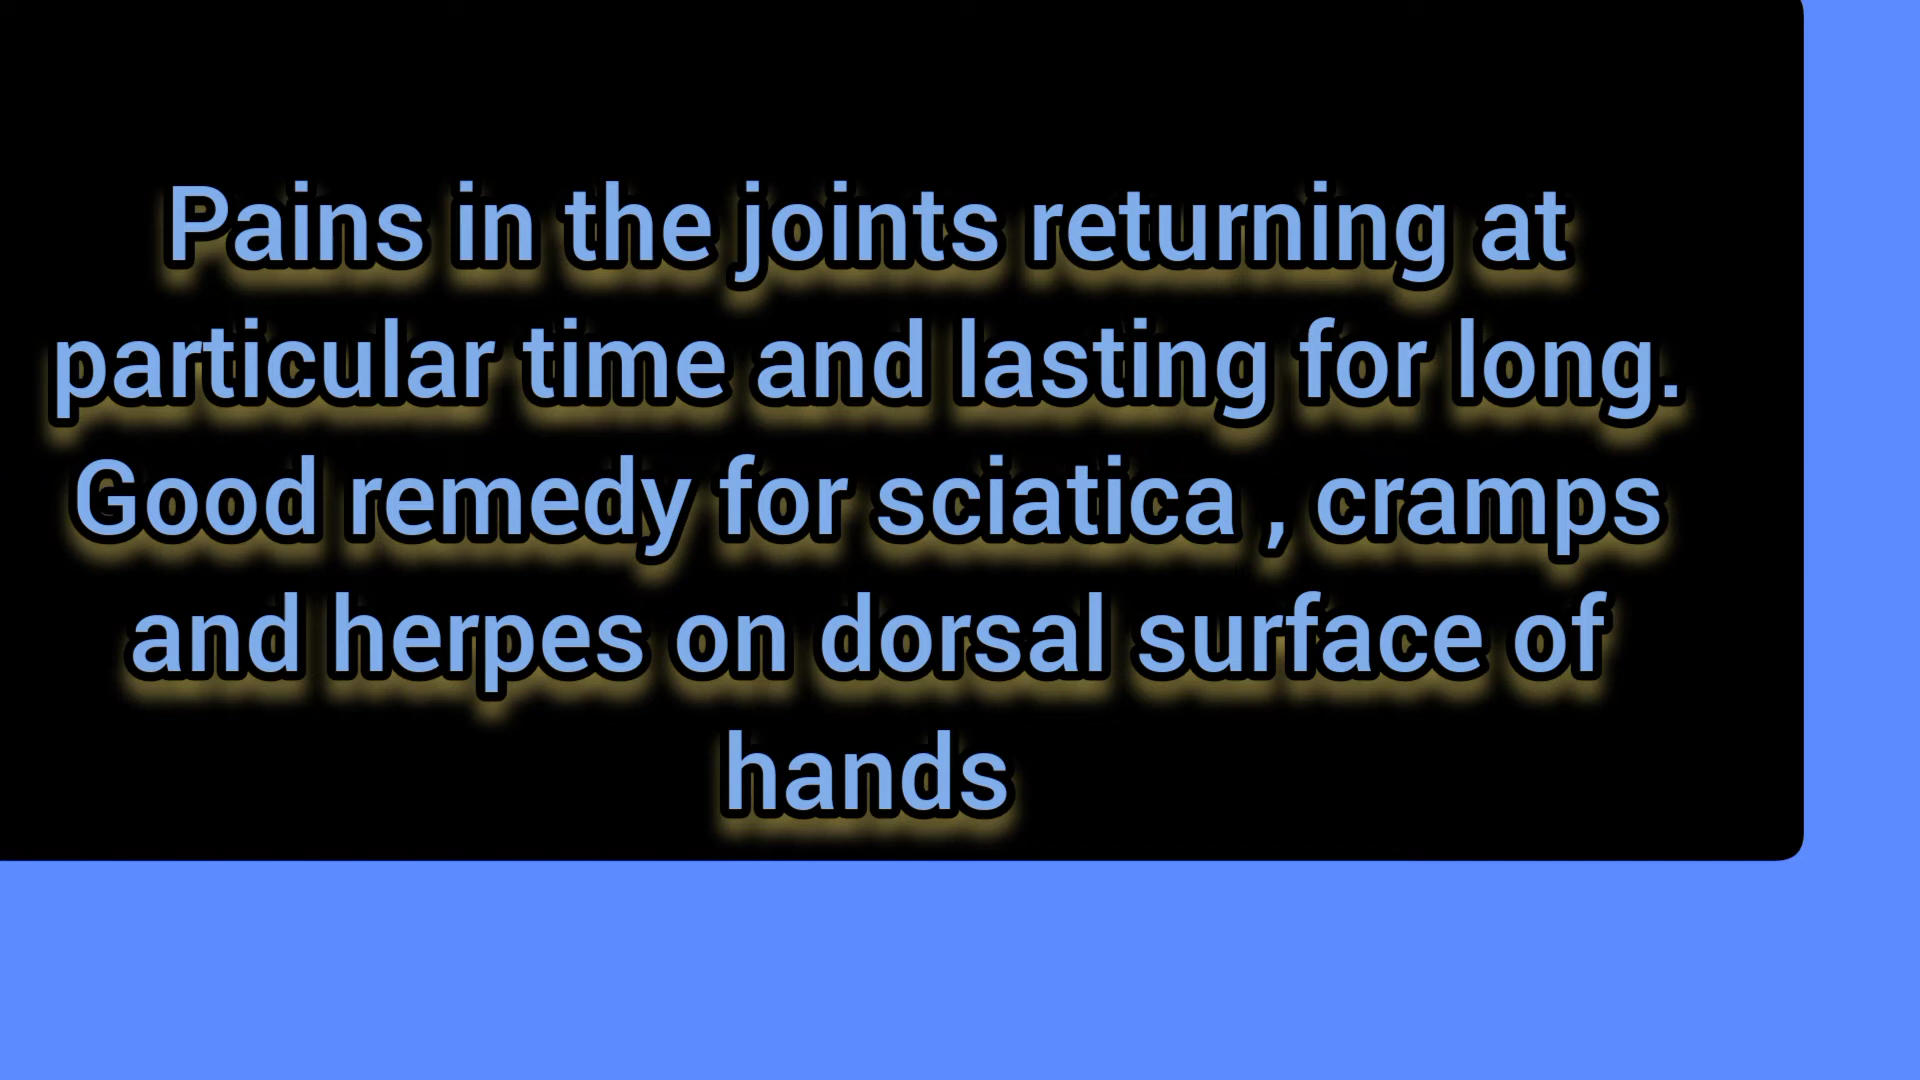 Pains in the joints returning at
particular time and lasting for long.
Good remedy for sciatica , cramps
and herpes on dorsal surface of
hands